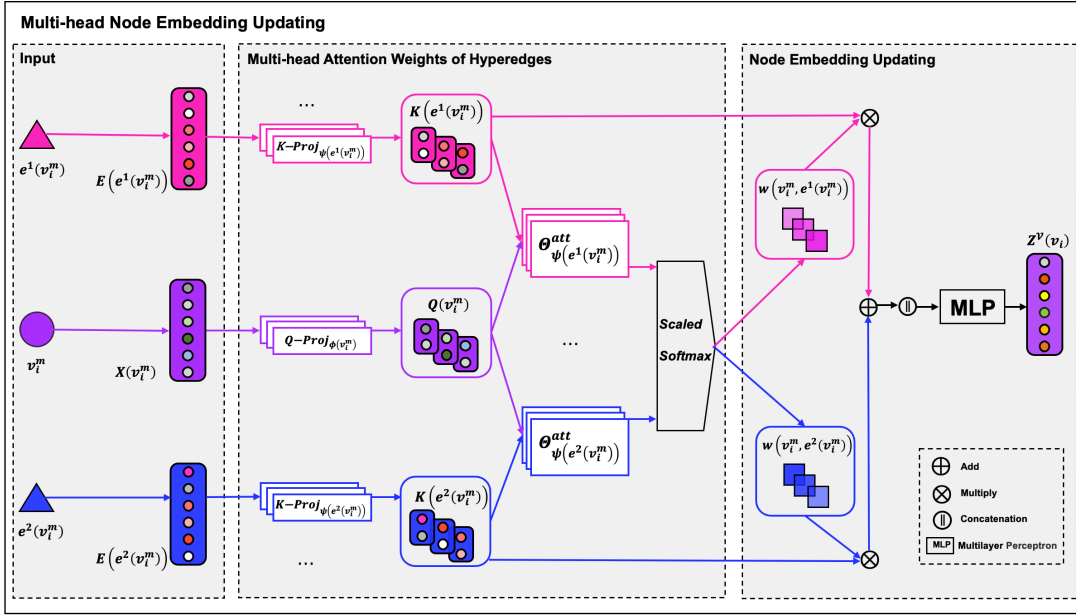 Multi-head Node Embedding Updating
Input
e¹(vᵢᵐ)
E(e¹(vᵢᵐ))
vᵢᵐ
X(vᵢᵐ)
e²(vᵢᵐ)
E(e²(vᵢᵐ))
Multi-head Attention Weights of Hyperedges
...
K−Proj_ψ(e¹(vᵢᵐ))
K(e¹(vᵢᵐ))
Q−Proj_ϕ(vᵢᵐ)
Q(vᵢᵐ)
K−Proj_ψ(e²(vᵢᵐ))
K(e²(vᵢᵐ))
...
Θ^att_ψ(e¹(vᵢᵐ))
...
Θ^att_ψ(e²(vᵢᵐ))
Scaled
Softmax
Node Embedding Updating
w(vᵢᵐ, e¹(vᵢᵐ))
w(vᵢᵐ, e²(vᵢᵐ))
MLP
Z^V(vᵢ)
Add
Multiply
Concatenation
MLP Multilayer Perceptron